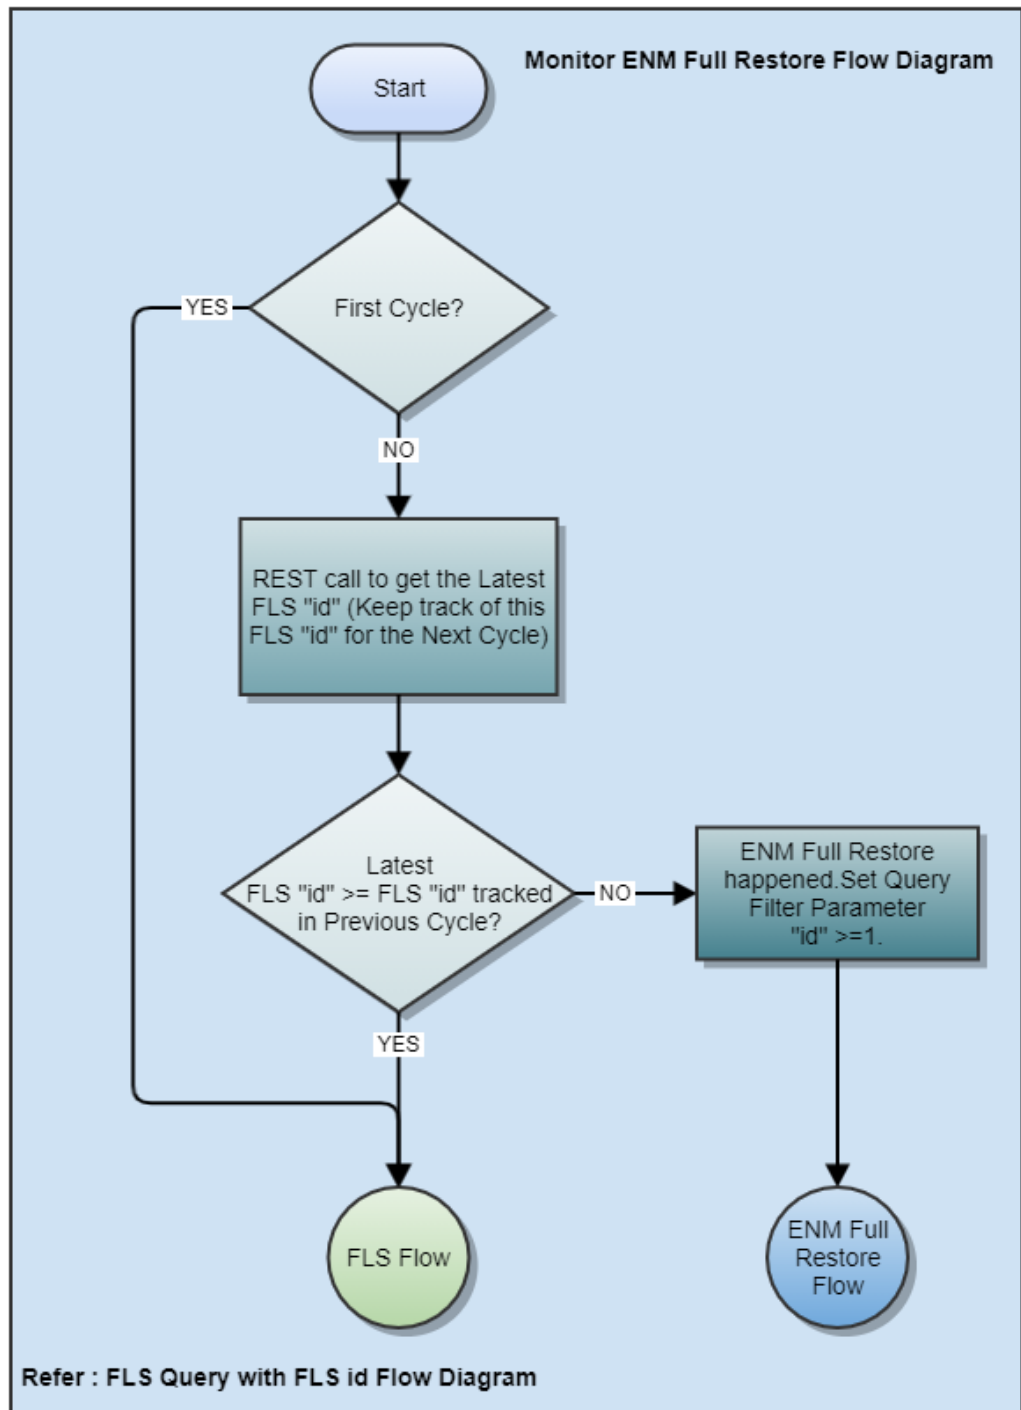 Monitor ENM Full Restore Flow Diagram
Start
First Cycle?
YES
NO
REST call to get the Latest
FLS "id" (Keep track of this
FLS "id" for the Next Cycle)
Latest
FLS "id" >= FLS "id" tracked
in Previous Cycle?
NO
ENM Full Restore
happened.Set Query
Filter Parameter
"id" >=1.
YES
FLS Flow
ENM Full
Restore
Flow
Refer : FLS Query with FLS id Flow Diagram